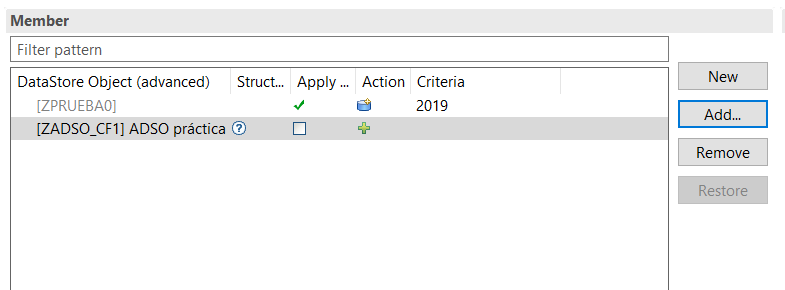 Member
Filter pattern
DataStore Object (advanced) Struct... Apply ... Action Criteria
[ZPRUEBA0] 2019
[ZADSO_CF1] ADSO práctica
New
Add...
Remove
Restore